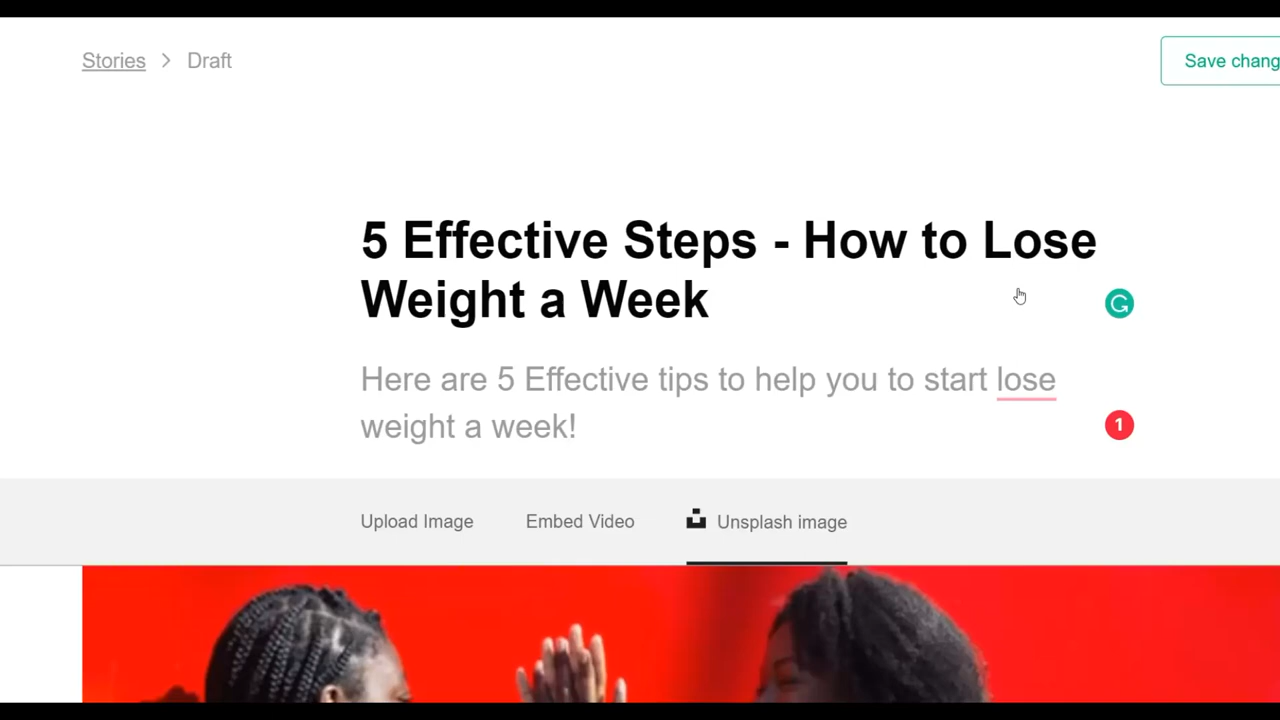 Stories > Draft
Save chang
5 Effective Steps - How to Lose
Weight a Week
Here are 5 Effective tips to help you to start lose
weight a week!
1
Upload Image
Embed Video
Unsplash image